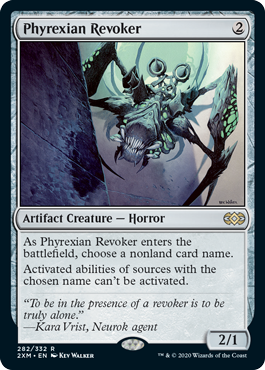 Phyrexian Revoker 2
Artifact Creature — Horror
As Phyrexian Revoker enters the
battlefield, choose a nonland card name.
Activated abilities of sources with the
chosen name can't be activated.
"To be in the presence of a revoker is to
be truly alone."
—Kara Vrist, Neurok agent
2/1
282/332 R
2XM • EN Key Walker
™ & © 2020 Wizards of the Coast